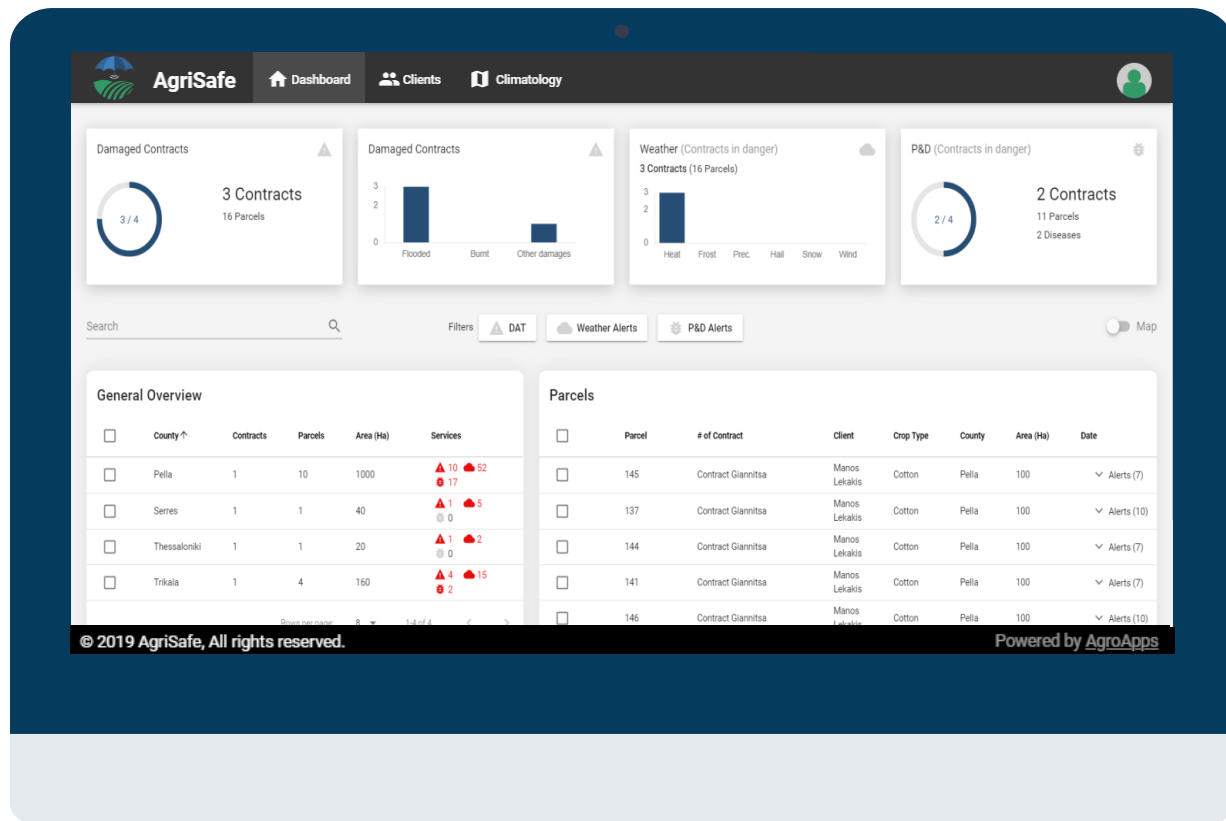 AgriSafe Dashboard Clients Climatology
Damaged Contracts
3 / 4
3 Contracts
16 Parcels
Damaged Contracts
3
2
0
Flooded Burnt Other damages
Weather (Contracts in danger)
3 Contracts (16 Parcels)
3
2
0
Heat Frost Prec. Hail Snow Wind
P&D (Contracts in danger)
2 / 4
2 Contracts
11 Parcels
2 Diseases
Search Filters DAT Weather Alerts P&D Alerts Map
General Overview
County Contracts Parcels Area (Ha) Services
Pella 1 10 1000 10 52
17
Serres 1 1 40 1 5
0
Thessaloniki 1 1 20 1 2
0
Trikala 1 4 160 4 15
2
Rows per page: 8 1-4 of 4
Parcels
Parcel # of Contract Client Crop Type County Area (Ha) Date
145 Contract Giannitsa Manos Lekakis Cotton Pella 100 Alerts (7)
137 Contract Giannitsa Manos Lekakis Cotton Pella 100 Alerts (10)
144 Contract Giannitsa Manos Lekakis Cotton Pella 100 Alerts (7)
141 Contract Giannitsa Manos Lekakis Cotton Pella 100 Alerts (7)
146 Contract Giannitsa Manos Lekakis Cotton Pella 100 Alerts (10)
© 2019 AgriSafe, All rights reserved. Powered by AgroApps